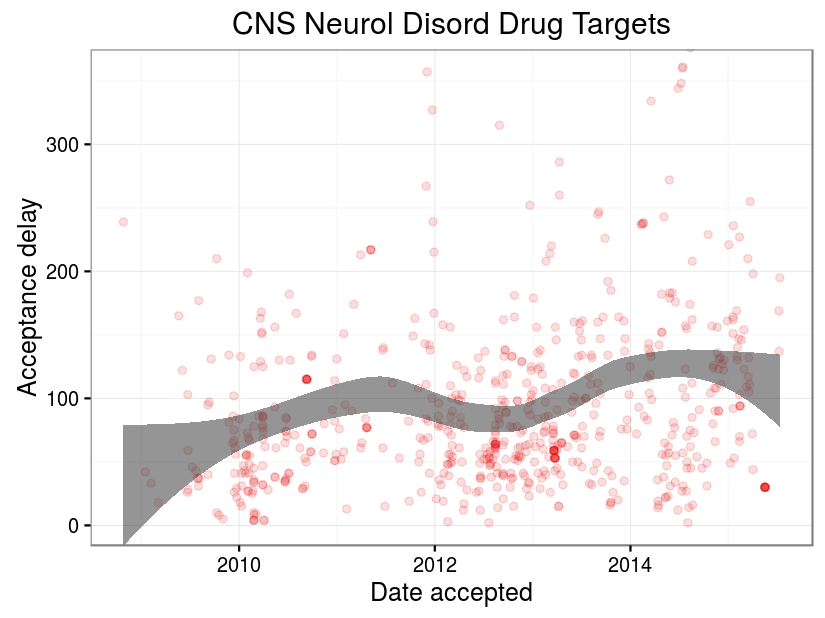 CNS Neurol Disord Drug Targets
Acceptance delay
300
200
100
0
2010 2012 2014
Date accepted